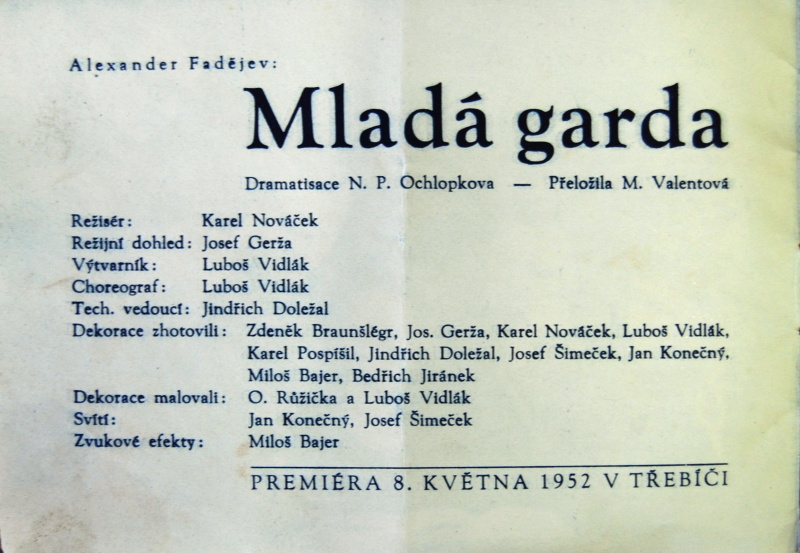 Alexander Fadějev:
Mladá garda
Dramatisace N. P. Ochlopkova — Přeložila M. Valentová
Režisér: Karel Nováček
Režijní dohled: Josef Gerža
Výtvarník: Luboš Vidlák
Choreograf: Luboš Vidlák
Tech. vedoucí: Jindřich Doležal
Dekorace zhotovili: Zdeněk Braunšlégr, Jos. Gerža, Karel Nováček, Luboš Vidlák,
Karel Pospíšil, Jindřich Doležal, Josef Šimeček, Jan Konečný,
Miloš Bajer, Bedřich Jiránek
Dekorace malovali: O. Růžička a Luboš Vidlák
Svítí: Jan Konečný, Josef Šimeček
Zvukové efekty: Miloš Bajer
PREMIÉRA 8. KVĚTNA 1952 V TŘEBÍČI